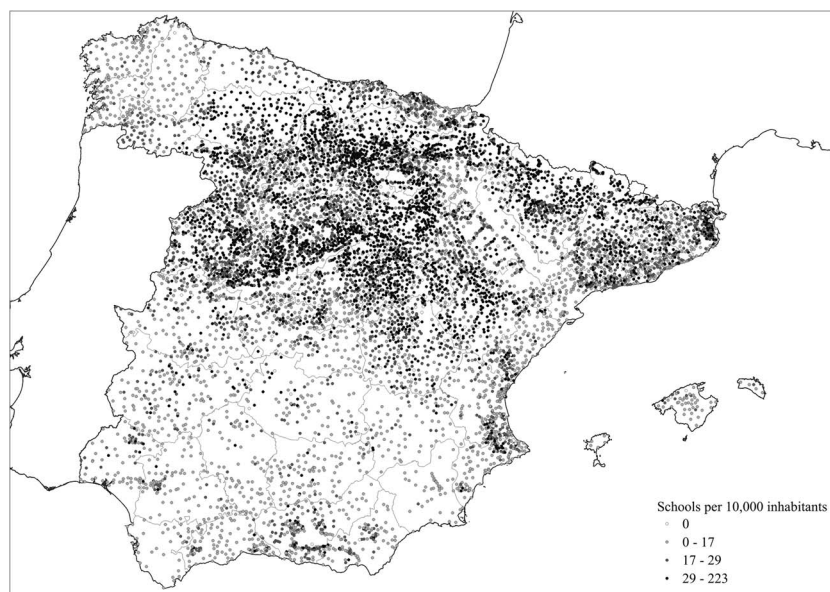 Schools per 10,000 inhabitants
0
0 - 17
17 - 29
29 - 223